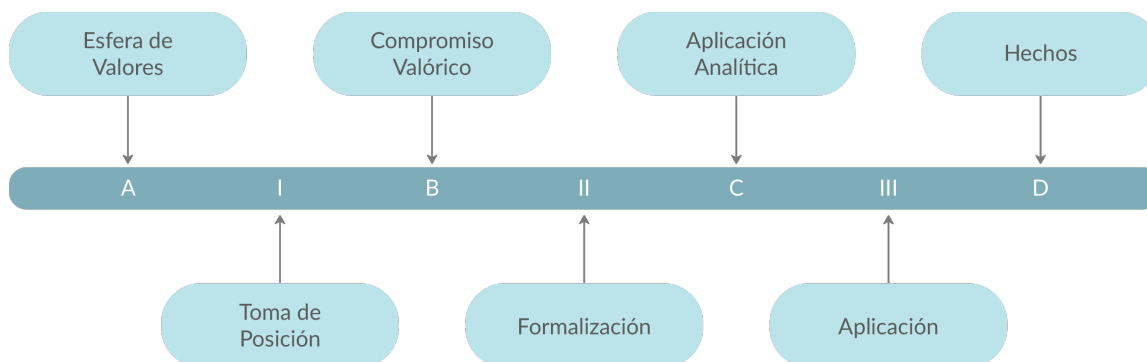 Esfera de
Valores
Compromiso
Valórico
Aplicación
Analítica
Hechos
A I B II C III D
Toma de
Posición
Formalización
Aplicación